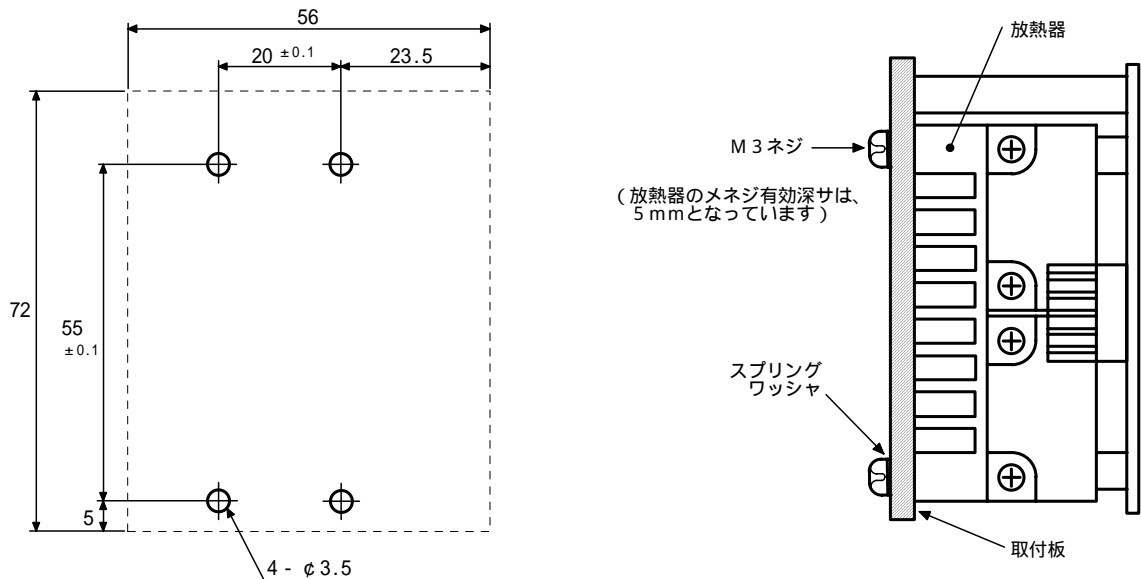 56
20 ±0.1
23.5
72
55
±0.1
5
4 - ¢3.5
放熱器
M3ネジ
(放熱器のメネジ有効深サは、
5mmとなっています)
スプリング
ワッシャ
取付板